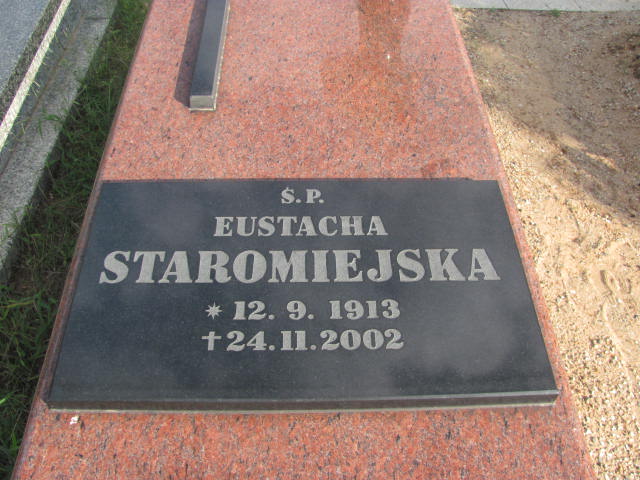 Ś.P.
EUSTACHA
STAROMIEJSKA
* 12. 9. 1913
† 24.11.2002